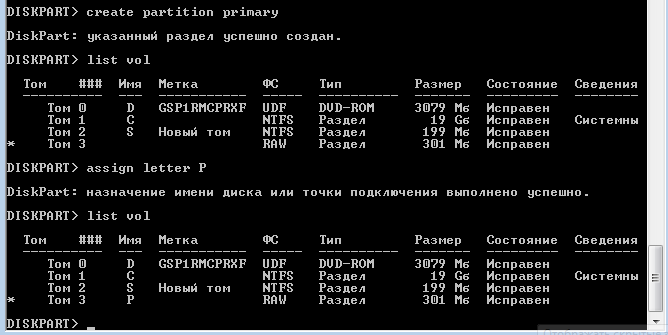 DISKPART> create partition primary
DiskPart: указанный раздел успешно создан.
DISKPART> list vol
Том ### Имя Метка ФС Тип Размер Состояние Сведения
Том 0 D GSP1RMCPRXF UDF DVD-ROM 3079 Мб Исправен
Том 1 C NTFS Раздел 19 Gб Исправен Системны
Том 2 S Новый том NTFS Раздел 199 Мб Исправен
* Том 3 RAW Раздел 301 Мб Исправен
DISKPART> assign letter P
DiskPart: назначение имени диска или точки подключения выполнено успешно.
DISKPART> list vol
Том ### Имя Метка ФС Тип Размер Состояние Сведения
Том 0 D GSP1RMCPRXF UDF DVD-ROM 3079 Мб Исправен
Том 1 C NTFS Раздел 19 Gб Исправен Системны
Том 2 S Новый том NTFS Раздел 199 Мб Исправен
* Том 3 P RAW Раздел 301 Мб Исправен
DISKPART>